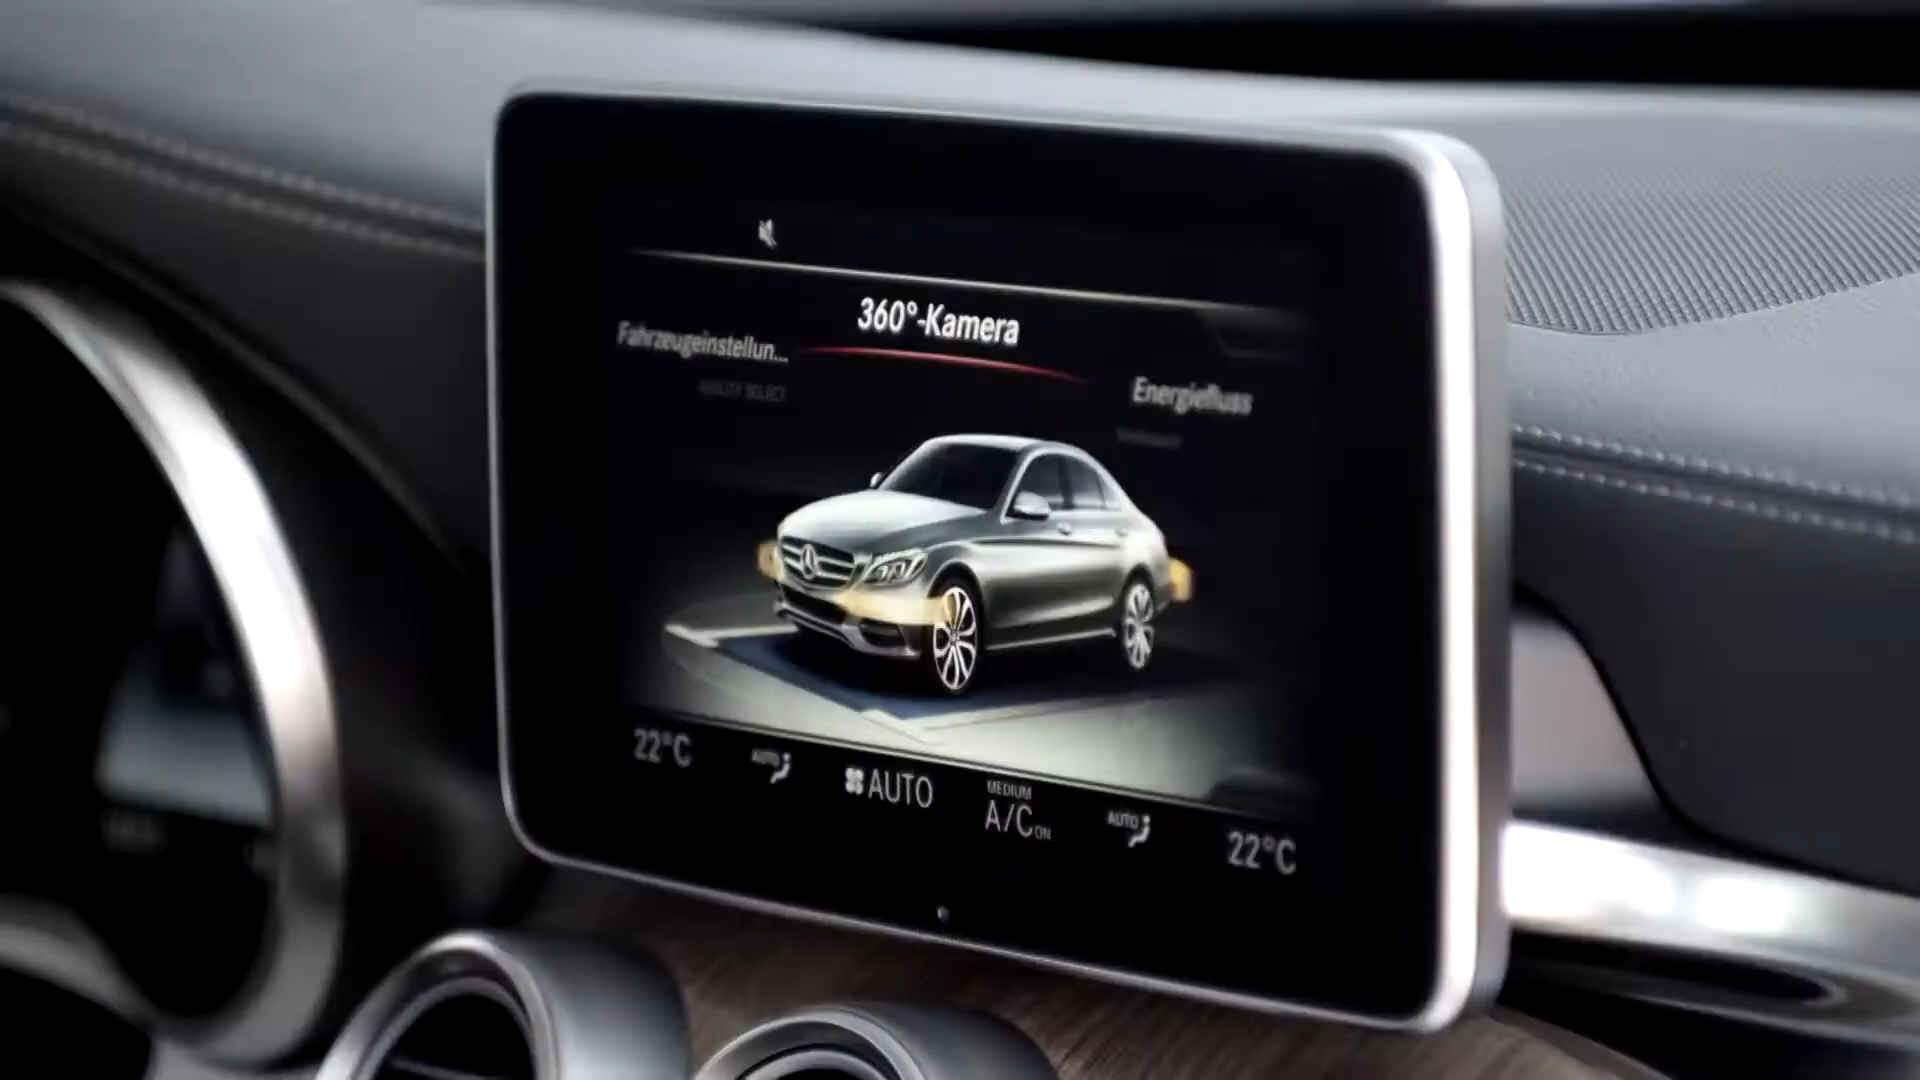 360°-Kamera
Fahrzeugeinstellun...
Energiefluss
22°C
AUTO
AUTO
MEDIUM
A/C ON
AUTO
22°C